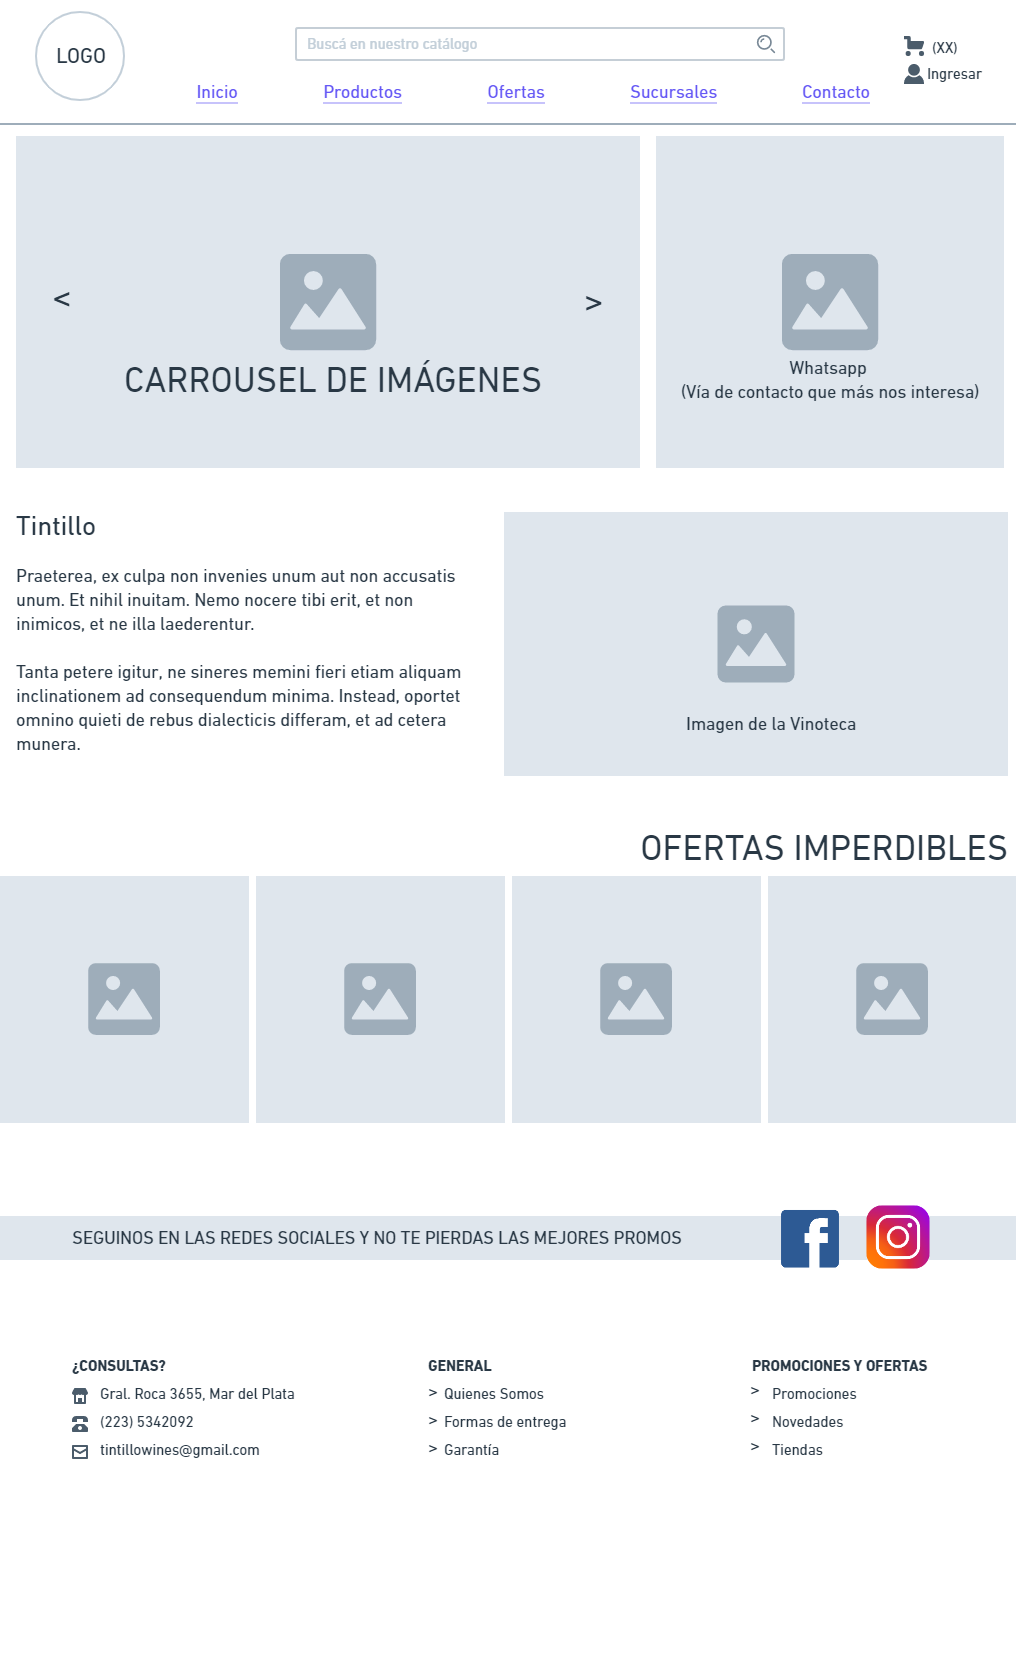 LOGO
Buscá en nuestro catálogo
(XX)
Ingresar
Inicio
Productos
Ofertas
Sucursales
Contacto
<
>
CARROUSEL DE IMÁGENES
Whatsapp
(Vía de contacto que más nos interesa)
Tintillo
Praeterea, ex culpa non invenies unum aut non accusatis
unum. Et nihil inuitam. Nemo nocere tibi erit, et non
inimicos, et ne illa laederentur.
Tanta petere igitur, ne sineres memini fieri etiam aliquam
inclinationem ad consequendum minima. Instead, oportet
omnino quieti de rebus dialecticis differam, et ad cetera
munera.
Imagen de la Vinoteca
OFERTAS IMPERDIBLES
SEGUINOS EN LAS REDES SOCIALES Y NO TE PIERDAS LAS MEJORES PROMOS
¿CONSULTAS?
Gral. Roca 3655, Mar del Plata
(223) 5342092
tintillowines@gmail.com
GENERAL
> Quienes Somos
> Formas de entrega
> Garantía
PROMOCIONES Y OFERTAS
> Promociones
> Novedades
> Tiendas